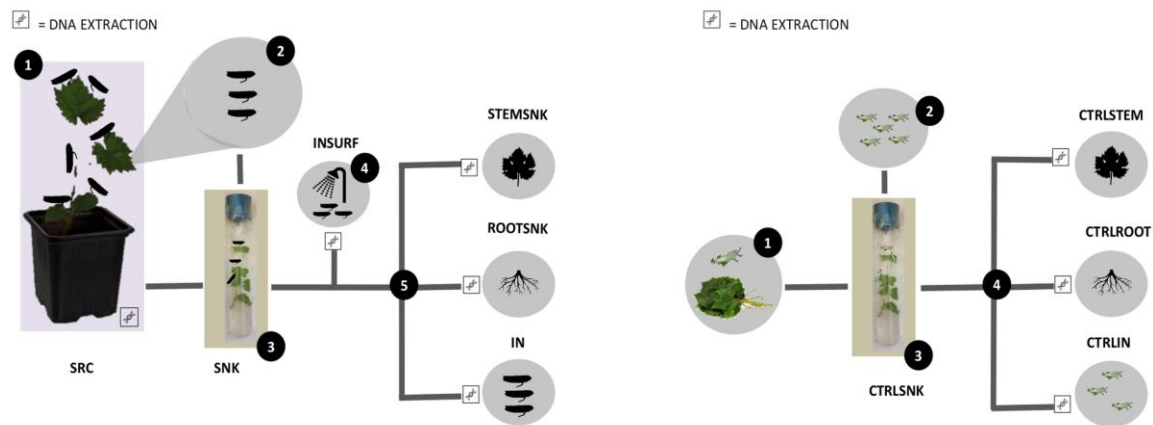 = DNA EXTRACTION
1
2
INSURF
4
STEMSNK
ROOTSNK
5
IN
3
SRC
SNK
= DNA EXTRACTION
2
CTRLSTEM
1
CTRLROOT
4
CTRLIN
3
CTRLSNK